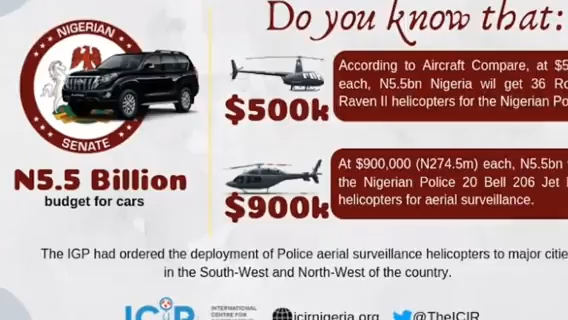 Do you know that:
NIGERIAN
SENATE
N5.5 Billion
budget for cars
According to Aircraft Compare, at $5
each, N5.5bn Nigeria wil get 36 Ro
Raven II helicopters for the Nigerian Po
$500k
At $900,000 (N274.5m) each, N5.5bn
the Nigerian Police 20 Bell 206 Jet
helicopters for aerial surveillance.
$900k
The IGP had ordered the deployment of Police aerial surveillance helicopters to major citie
in the South-West and North-West of the country.
ICIR
INTERNATIONAL
CENTRE FOR
icirnigeria.org
@TheICIR